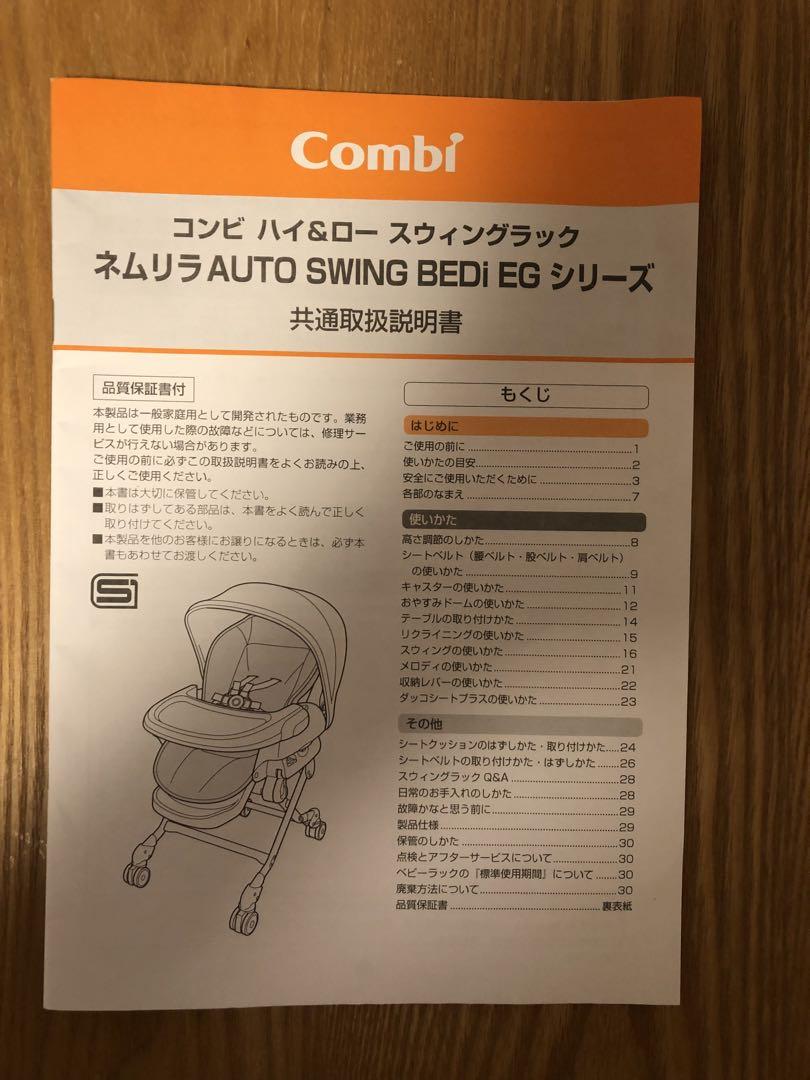 Combi
コンビ ハイ&ロー スウィングラック
ネムリラAUTO SWING BEDi EG シリーズ
共通取扱説明書
品質保証書付
本製品は一般家庭用として開発されたものです。業務
用として使用した際の故障などについては、修理サー
ビスが行えない場合があります。
ご使用の前に必ずこの取扱説明書をよくお読みの上、
正しくご使用ください。
■本書は大切に保管してください。
■取りはずしてある部品は、本書をよく読んで正しく
取り付けてください。
■本製品を他のお客様にお譲りになるときは、必ず本
書もあわせてお渡しください。
もくじ
はじめに
ご使用の前に 1
使いかたの目安 2
安全にご使用いただくために 3
各部のなまえ 7
使いかた
高さ調節のしかた 8
シートベルト（腰ベルト・股ベルト・肩ベルト）
の使いかた 9
キャスターの使いかた 11
おやすみドームの使いかた 12
テーブルの取り付けかた 14
リクライニングの使いかた 15
スウィングの使いかた 16
メロディの使いかた 21
収納レバーの使いかた 22
ダッコシートプラスの使いかた 23
その他
シートクッションのはずしかた・取り付けかた 24
シートベルトの取り付けかた・はずしかた 26
スウィングラック Q&A 28
日常のお手入れのしかた 28
故障かなと思う前に 29
製品仕様 29
保管のしかた 30
点検とアフターサービスについて 30
ベビーラックの「標準使用期間」について 30
廃棄方法について 30
品質保証書 裏表紙